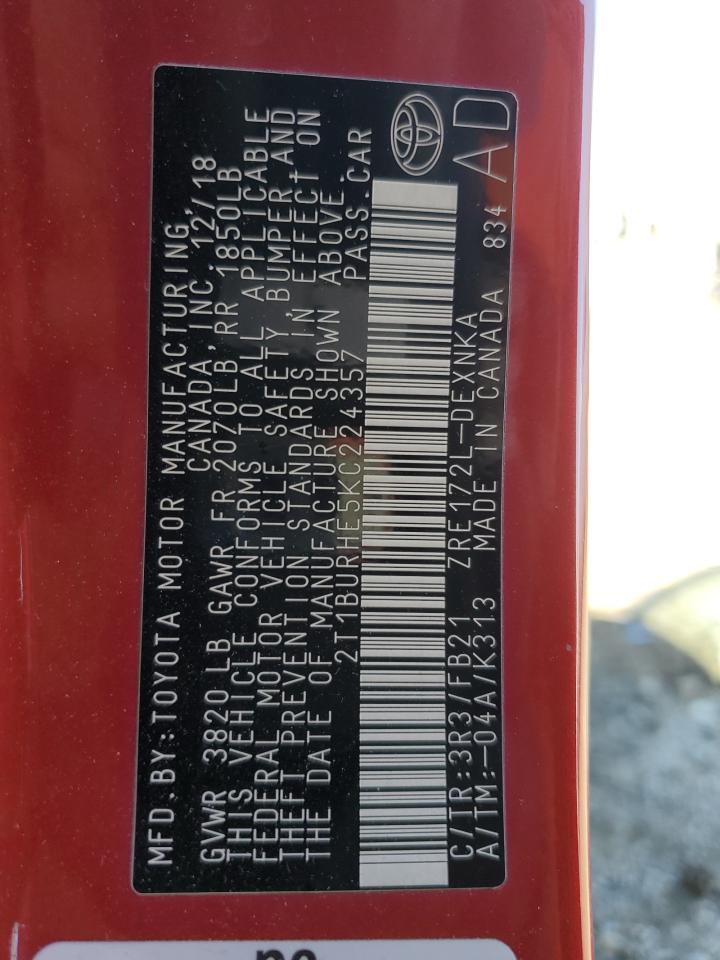 MFD.BY:TOYOTA MOTOR MANUFACTURING,
CANADA,INC. 12/18
GVWR 3820LB GAWR FR 2070LB,RR 1850LB
THIS VEHICLE CONFORMS TO ALL APPLICABLE
FEDERAL MOTOR VEHICLE SAFETY, BUMPER,AND
THEFT PREVENTION STANDARDS IN EFFECT ON
THE DATE OF MANUFACTURE SHOWN ABOVE.
2T1BURHE5KC224357 PASS.CAR
C/TR:3R3/FB21 ZRE172L-DEXNKA
A/TM:-04A/K313 MADE IN CANADA 834
AD